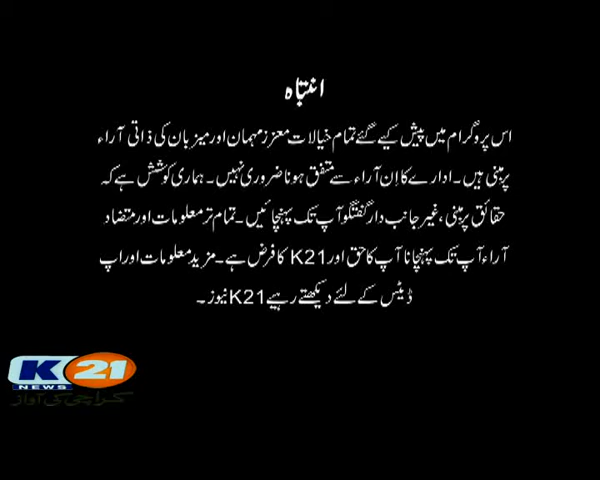 انتباہ
اس پروگرام میں پیش کیے گئے تمام خیالات معزز مہمان اور میزبان کی ذاتی آراء
پر مبنی ہیں۔ ادارے کا اِن آراء سے متفق ہونا ضروری نہیں۔ ہماری کوشش ہے کہ
حقائق پر مبنی، غیر جانب دار گفتگو آپ تک پہنچائیں۔ تمام تر معلومات اور متضاد
آراء آپ تک پہنچانا آپ کا حق اور K21 کا فرض ہے۔ مزید معلومات اور اپ
ڈیٹس کے لئے دیکھتے رہیے K21 نیوز۔
K 21
NEWS
کراچی کی آواز